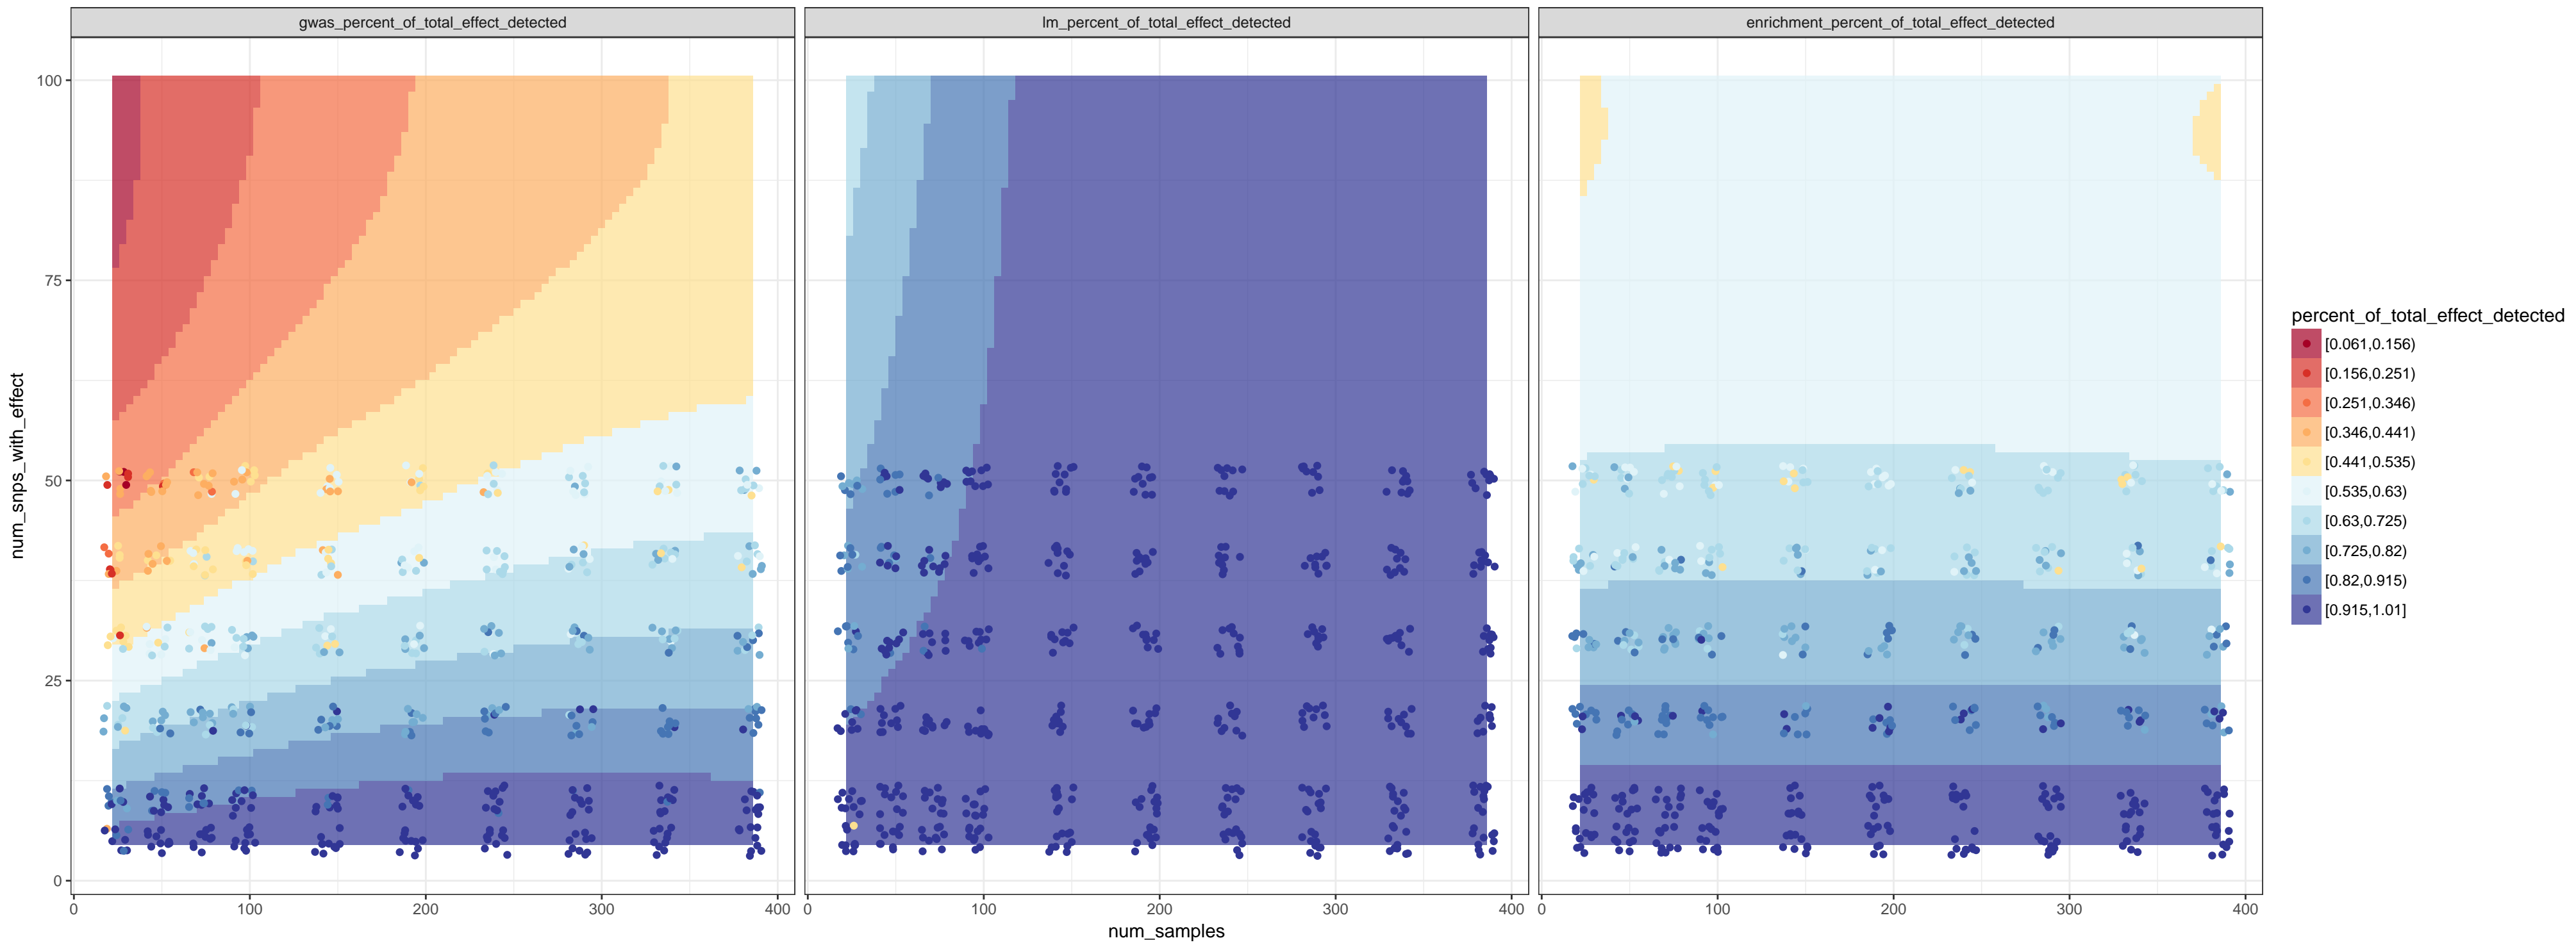 gwas_percent_of_total_effect_detected
lm_percent_of_total_effect_detected
enrichment_percent_of_total_effect_detected
num_snps_with_effect
100
75
50
25
0
0 100 200 300 400
0 100 200 300 400
0 100 200 300 400
num_samples
percent_of_total_effect_detected
[0.061,0.156)
[0.156,0.251)
[0.251,0.346)
[0.346,0.441)
[0.441,0.535)
[0.535,0.63)
[0.63,0.725)
[0.725,0.82)
[0.82,0.915)
[0.915,1.01]